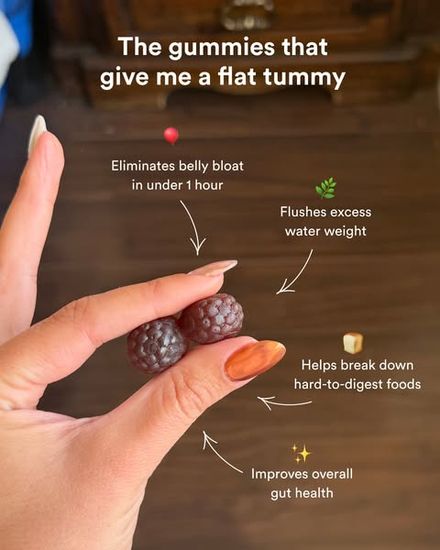 The gummies that
give me a flat tummy
Eliminates belly bloat
in under 1 hour
Flushes excess
water weight
Helps break down
hard-to-digest foods
Improves overall
gut health